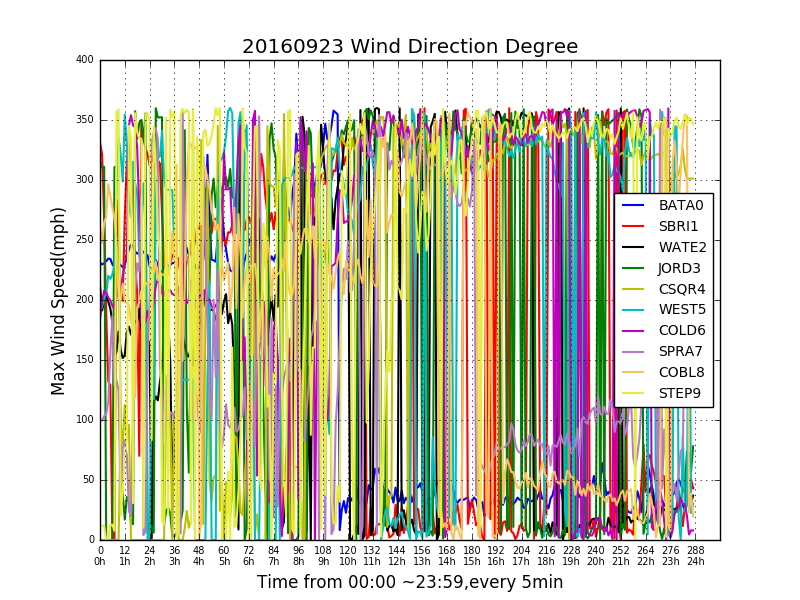 20160923 Wind Direction Degree
Max Wind Speed(mph)
400
350
300
250
200
150
100
50
0
BATA0
SBRI1
WATE2
JORD3
CSQR4
WEST5
COLD6
SPRA7
COBL8
STEP9
0 12 24 36 48 60 72 84 96 108 120 132 144 156 168 180 192 204 216 228 240 252 264 276 288
0h 1h 2h 3h 4h 5h 6h 7h 8h 9h 10h 11h 12h 13h 14h 15h 16h 17h 18h 19h 20h 21h 22h 23h 24h
Time from 00:00 ~23:59,every 5min